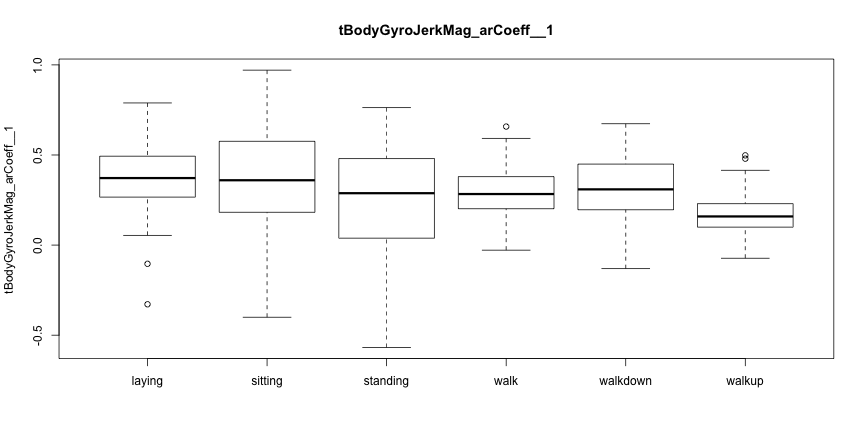 tBodyGyroJerkMag_arCoeff__1
tBodyGyroJerkMag_arCoeff__1
1.0
0.5
0.0
-0.5
laying sitting standing walk walkdown walkup